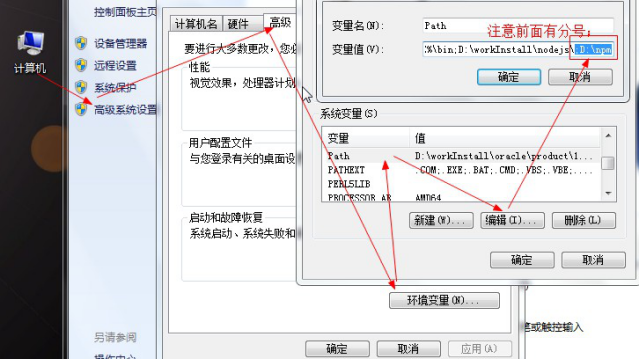 计算机
控制面板主页
设备管理器
远程设置
系统保护
高级系统设置
另请参阅
操作中心
计算机名
硬件
高级
要进行大多数更改，您必
性能
视觉效果，处理器计划
用户配置文件
与您登录有关的桌面设
启动和故障恢复
系统启动、系统失败和
环境变量(N)...
确定
取消
应用(A)
注意前面有分号;
变量名(N):
Path
变量值(V):
%\bin;D:\workInstall\nodejs\;D:\npm
确定
取消
系统变量(S)
变量
值
Path
D:\workInstall\oracle\product\1...
PATHEXT
.COM;.EXE;.BAT;.CMD;.VBS;.VBE;....
PERL5LIB
PROCESSOR_AR
AMD64
新建(W)...
编辑(I)...
删除(L)
确定
取消
或触控输入